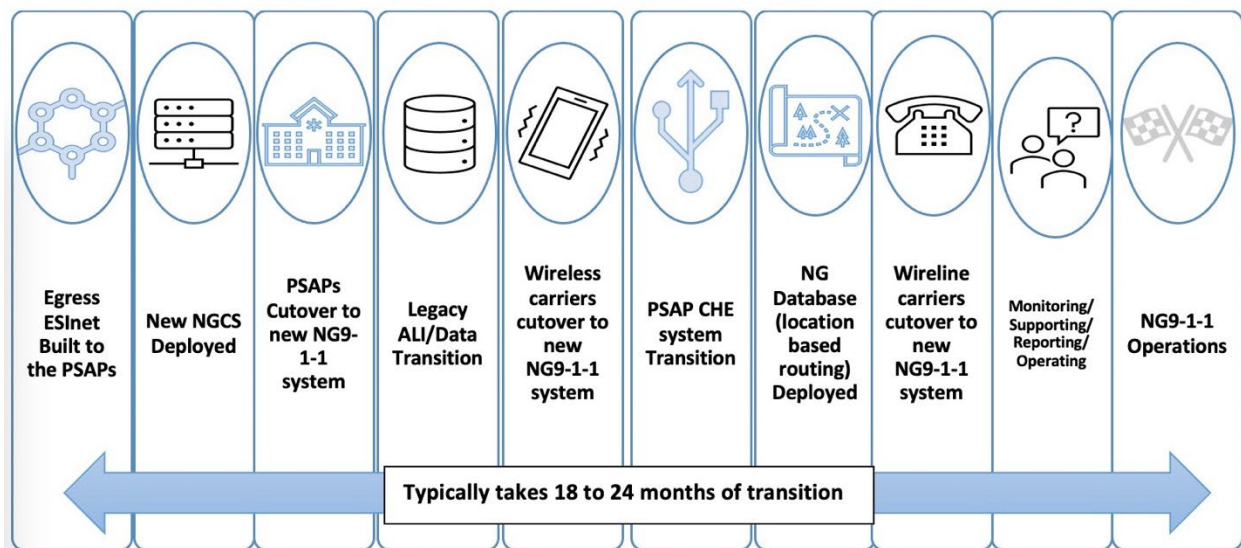 ?
Egress
ESInet
Built to
the PSAPs
New NGCS
Deployed
PSAPs
Cutover to
new NG9-
1-1
system
Legacy
ALI/Data
Transition
Wireless
carriers
cutover to
new
NG9-1-1
system
PSAP CHE
system
Transition
NG
Database
(location
based
routing)
Deployed
Wireline
carriers
cutover to
new
NG9-1-1
system
Monitoring/
Supporting/
Reporting/
Operating
NG9-1-1
Operations
Typically takes 18 to 24 months of transition